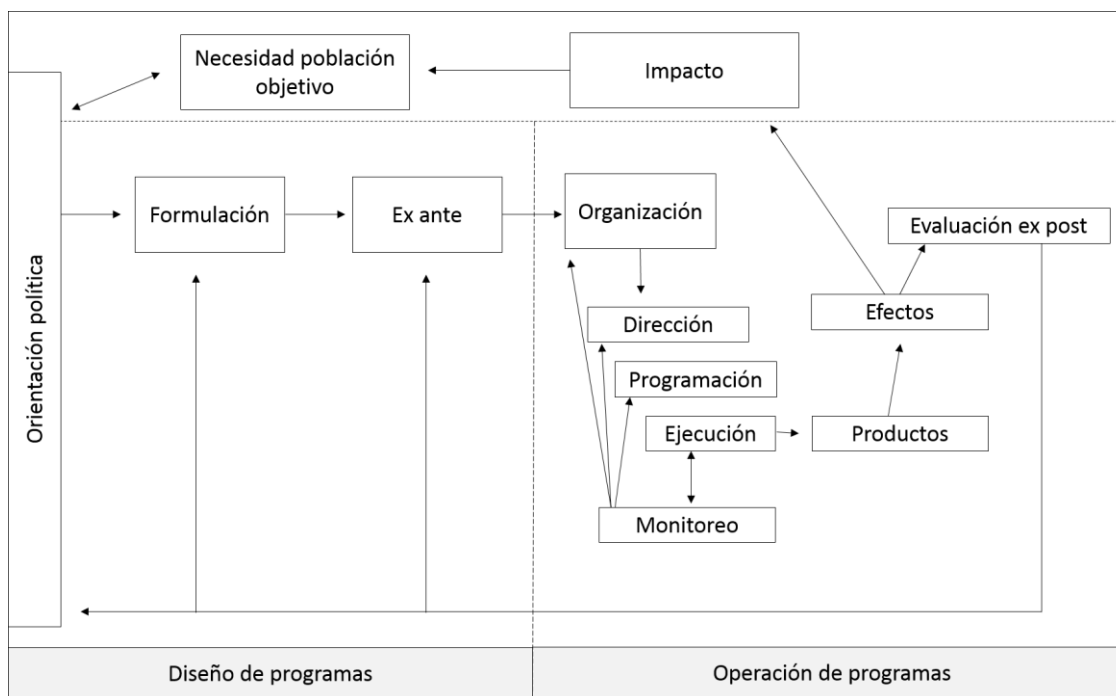 Necesidad población
objetivo
Impacto
Orientación política
Formulación
Ex ante
Organización
Evaluación ex post
Dirección
Efectos
Programación
Ejecución
Productos
Monitoreo
Diseño de programas
Operación de programas